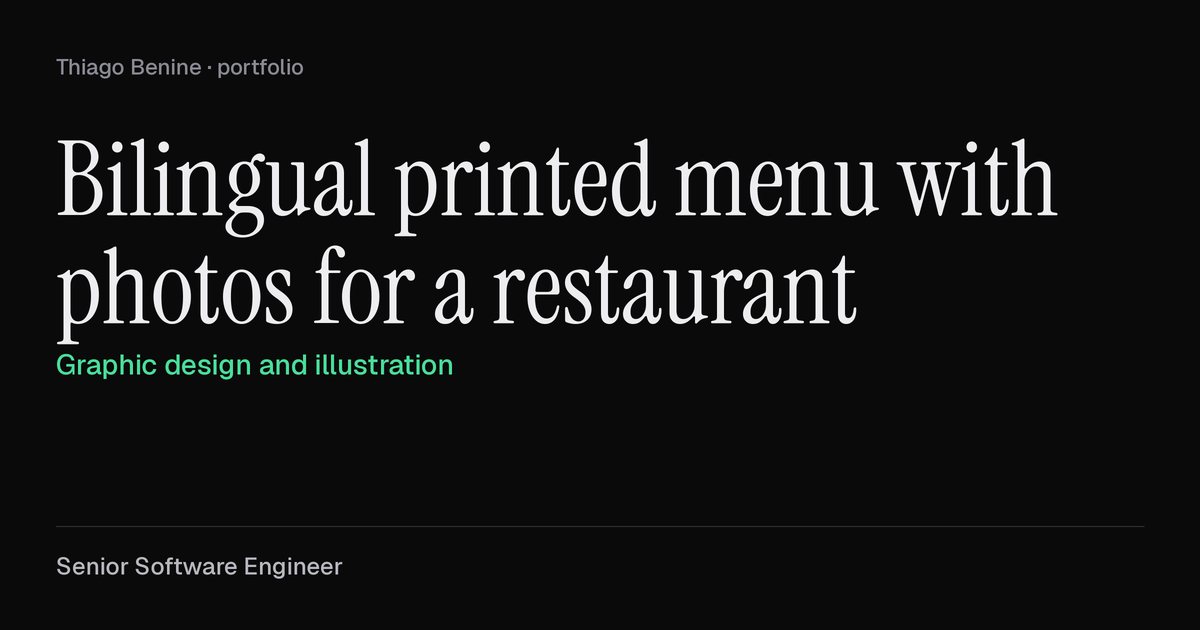 Thiago Benine · portfolio
Bilingual printed menu with
photos for a restaurant
Graphic design and illustration
Senior Software Engineer